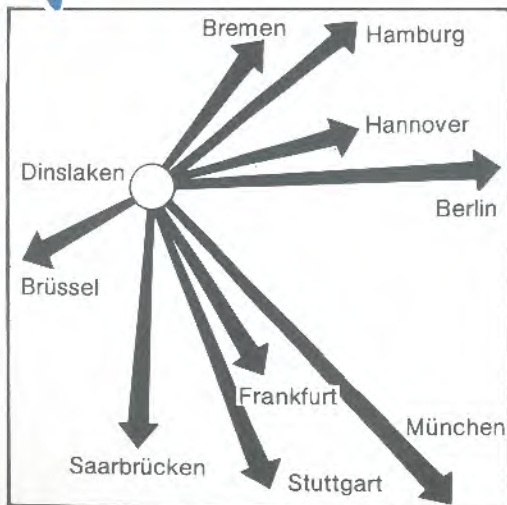 Bremen
Hamburg
Hannover
Dinslaken
Berlin
Brüssel
Frankfurt
München
Saarbrücken
Stuttgart